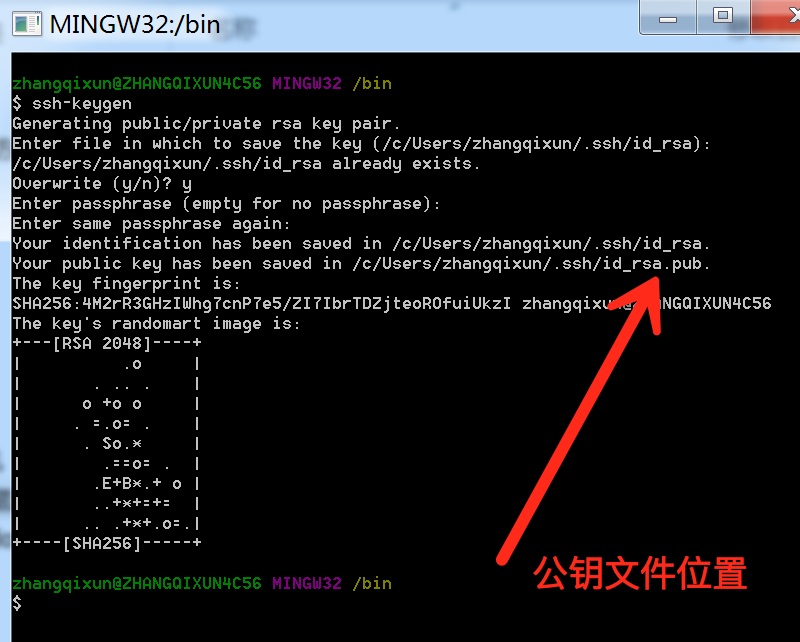 MINGW32:/bin
zhangqixun@ZHANGQIXUN4C56 MINGW32 /bin
$ ssh-keygen
Generating public/private rsa key pair.
Enter file in which to save the key (/c/Users/zhangqixun/.ssh/id_rsa):
/c/Users/zhangqixun/.ssh/id_rsa already exists.
Overwrite (y/n)? y
Enter passphrase (empty for no passphrase):
Enter same passphrase again:
Your identification has been saved in /c/Users/zhangqixun/.ssh/id_rsa.
Your public key has been saved in /c/Users/zhangqixun/.ssh/id_rsa.pub.
The key fingerprint is:
SHA256:4M2rR3GHzIWhg7cnP7e5/ZI7IbrTDZjteoROfuiUkzI zhangqixun@ZHANGQIXUN4C56
The key's randomart image is:
+---[RSA 2048]----+
|          .o     |
|       . .. .    |
|      o +o o     |
|     . =.o= .    |
|      . So.*     |
|        .==o= .  |
|       .E+B*.+ o |
|       ..+*+=+=  |
|      .. .+*+.o=.|
+----[SHA256]-----+
zhangqixun@ZHANGQIXUN4C56 MINGW32 /bin
$
公钥文件位置